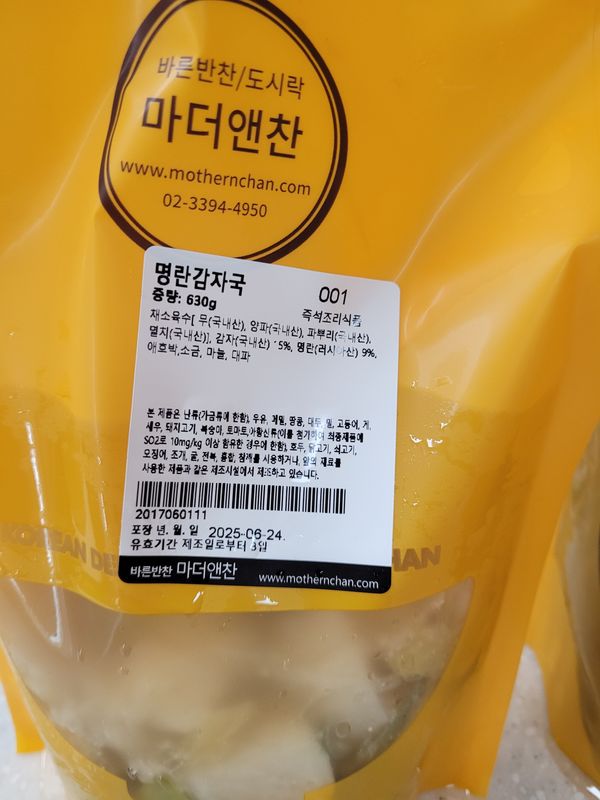 바른반찬/도시락
마더앤찬
www.mothernchan.com
02-3394-4950
명란감자국
001
중량: 630g
즉석조리식품
재소육수[ 무(국내산), 양파(국내산), 파뿌리(국내산),
멸치(국내산)], 감자(국내산) 5%, 명란(러시아산) 9%,
애호박,소금, 마늘, 대파
본 제품은 난류(가금류에 한함), 우유, 메밀, 땅콩, 대두, 밀, 고등어, 게,
새우, 돼지고기, 복숭아, 토마토,아황산류(이를 첨가하여 최종제품에
SO2로 10mg/kg 이상 함유한 경우에 한함), 호두, 닭고기, 쇠고기,
오징어, 조개, 굴, 전복, 홍합, 참깨를 사용하거나, 알의 재료를
사용한 제품과 같은 제조시설에서 제조하고 있습니다.
2017060111
포장 년. 월. 일 2025-06-24.
유효기간 제조일로부터 3일
KOREAN DE
CHAN
바른반찬 마더앤찬
www.mothernchan.com